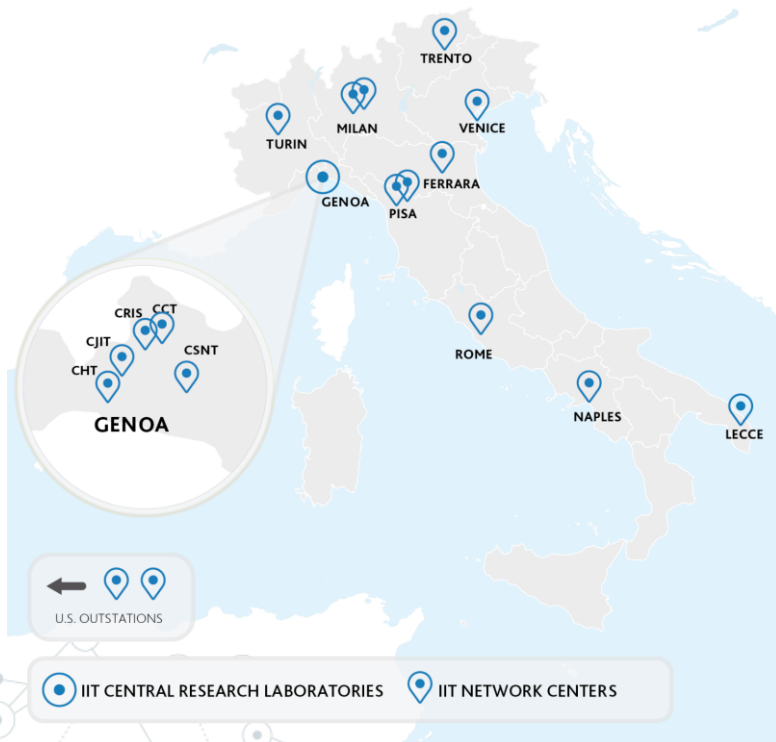 TRENTO
MILAN
VENICE
TURIN
FERRARA
GENOA
PISA
CRIS CCT
CJIT
CSNT
CHT
GENOA
ROME
NAPLES
LECCE
U.S. OUTSTATIONS
IIT CENTRAL RESEARCH LABORATORIES IIT NETWORK CENTERS